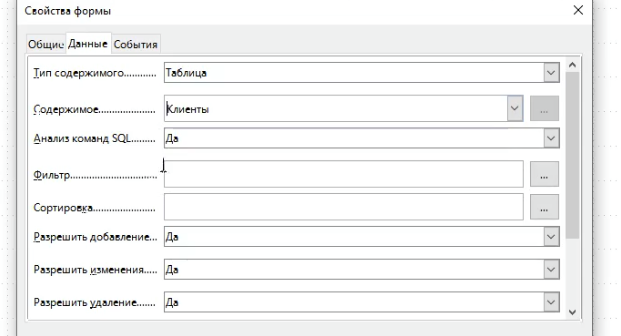 Свойства формы
Общие Данные События
Тип содержимого............ Таблица
Содержимое..................... Клиенты ...
Анализ команд SQL......... Да
Фильтр................................ ...
Сортировка....................... ...
Разрешить добавление... Да
Разрешить изменения..... Да
Разрешить удаление....... Да